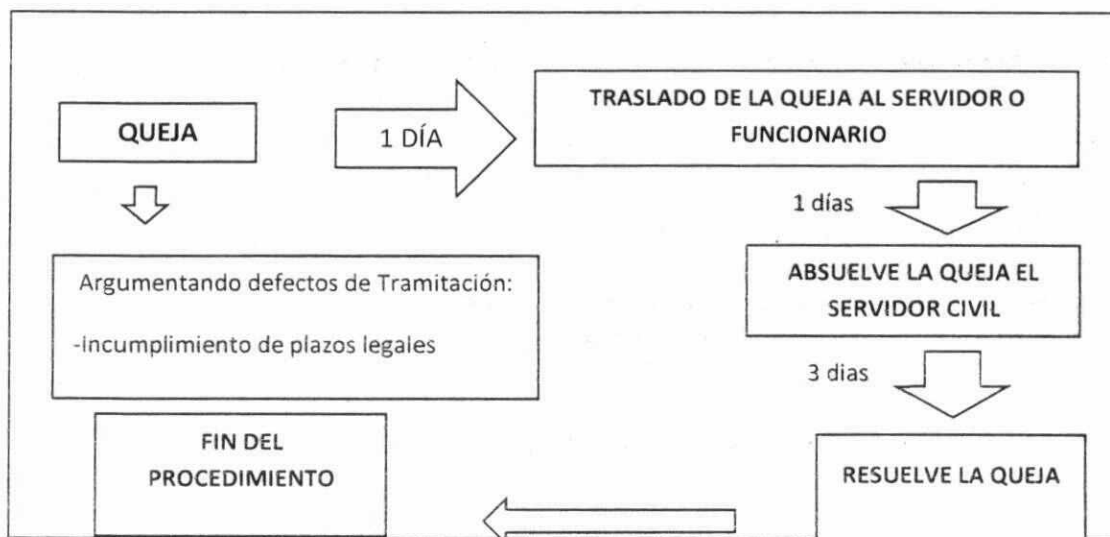 QUEJA
1 DÍA
TRASLADO DE LA QUEJA AL SERVIDOR O
FUNCIONARIO
1 días
Argumentando defectos de Tramitación:
-incumplimiento de plazos legales
ABSUELVE LA QUEJA EL
SERVIDOR CIVIL
3 dias
RESUELVE LA QUEJA
FIN DEL
PROCEDIMIENTO